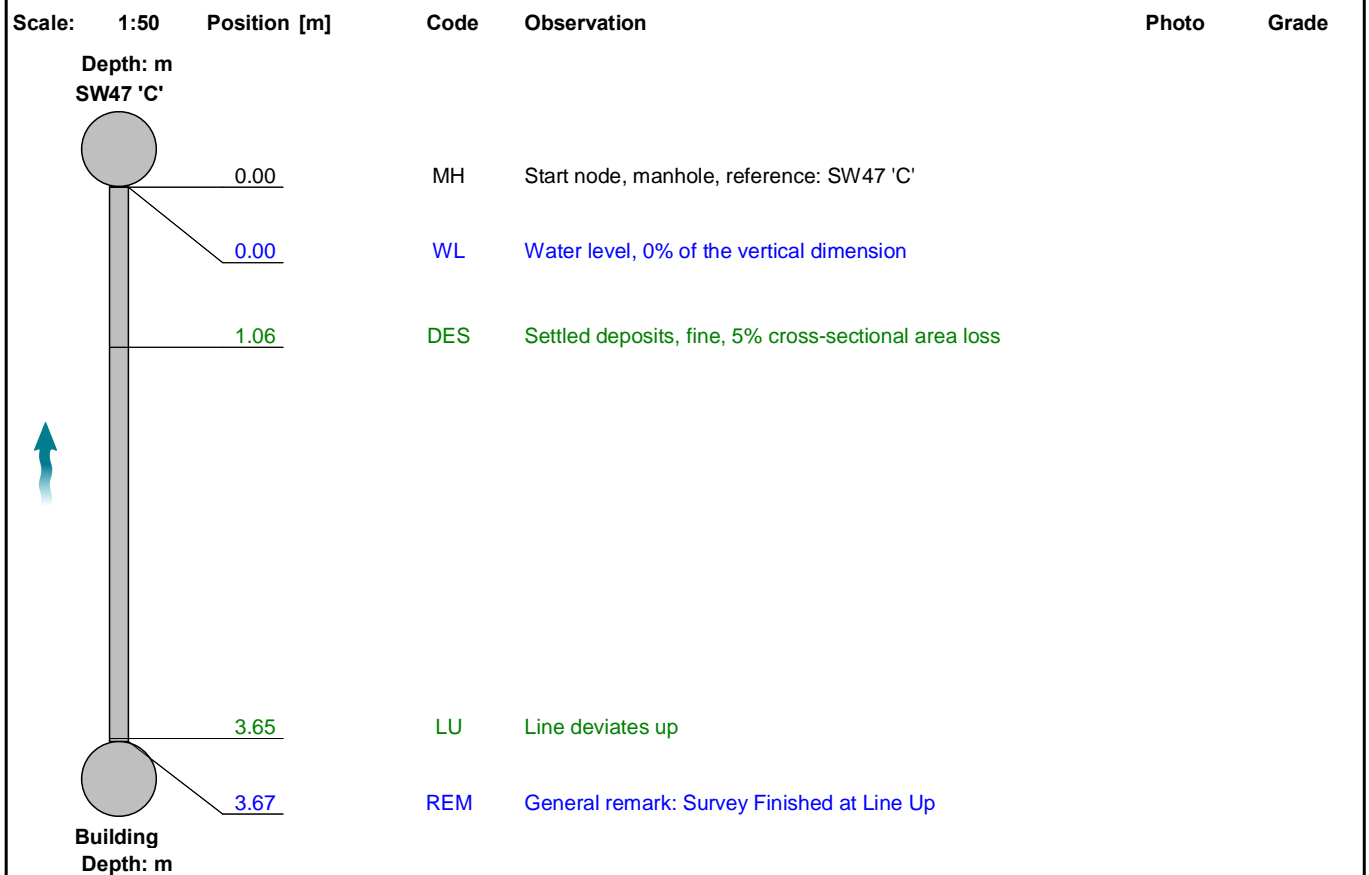 Scale: 1:50 Position [m] Code Observation Photo Grade
Depth: m
SW47 'C'
0.00 MH Start node, manhole, reference: SW47 'C'
0.00 WL Water level, 0% of the vertical dimension
1.06 DES Settled deposits, fine, 5% cross-sectional area loss
3.65 LU Line deviates up
3.67 REM General remark: Survey Finished at Line Up
Building
Depth: m